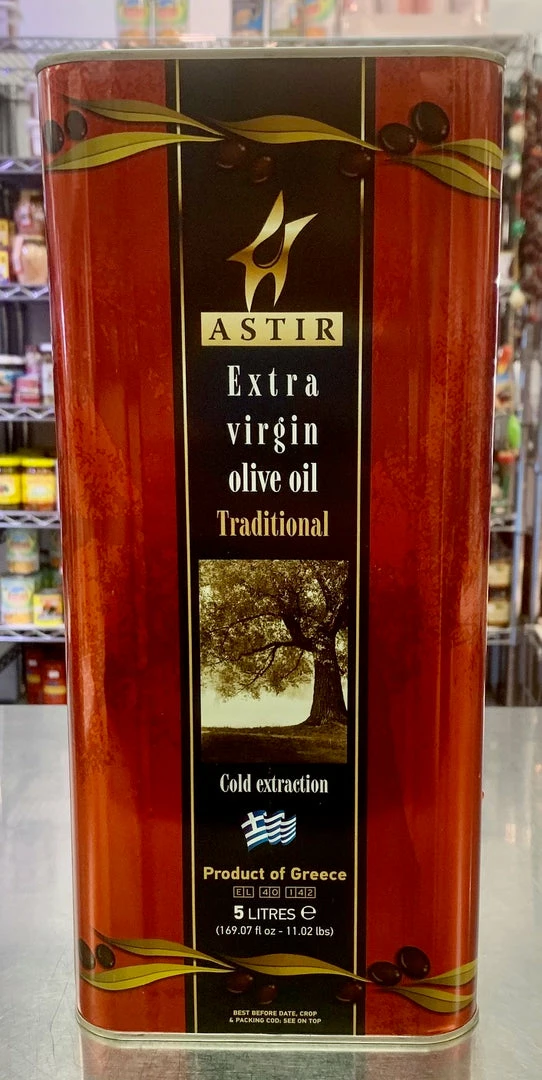 ASTIR
Extra
virgin
olive oil
Traditional
Cold extraction
Product of Greece
EL 40 142
5 LITRES ℮
(169.07 fl oz - 11.02 lbs)
BEST BEFORE DATE, CROP
& PACKING COD: SEE ON TOP